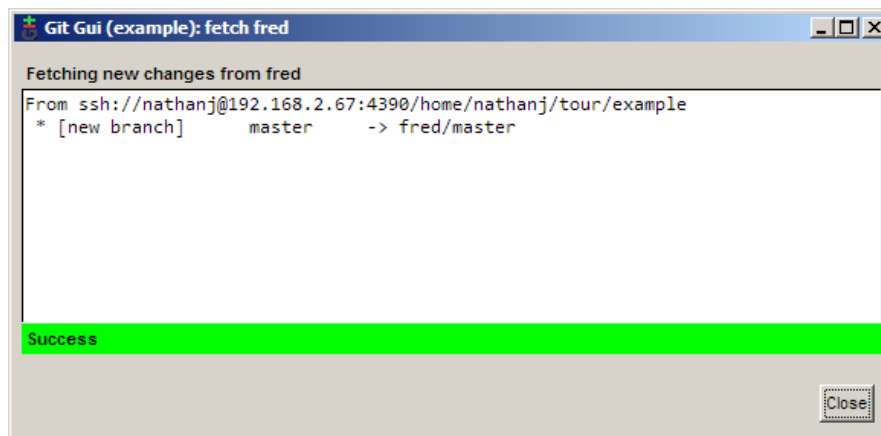 Git Gui (example): fetch fred
Fetching new changes from fred
From ssh://nathanj@192.168.2.67:4390/home/nathanj/tour/example
* [new branch]      master     -> fred/master
Success
Close